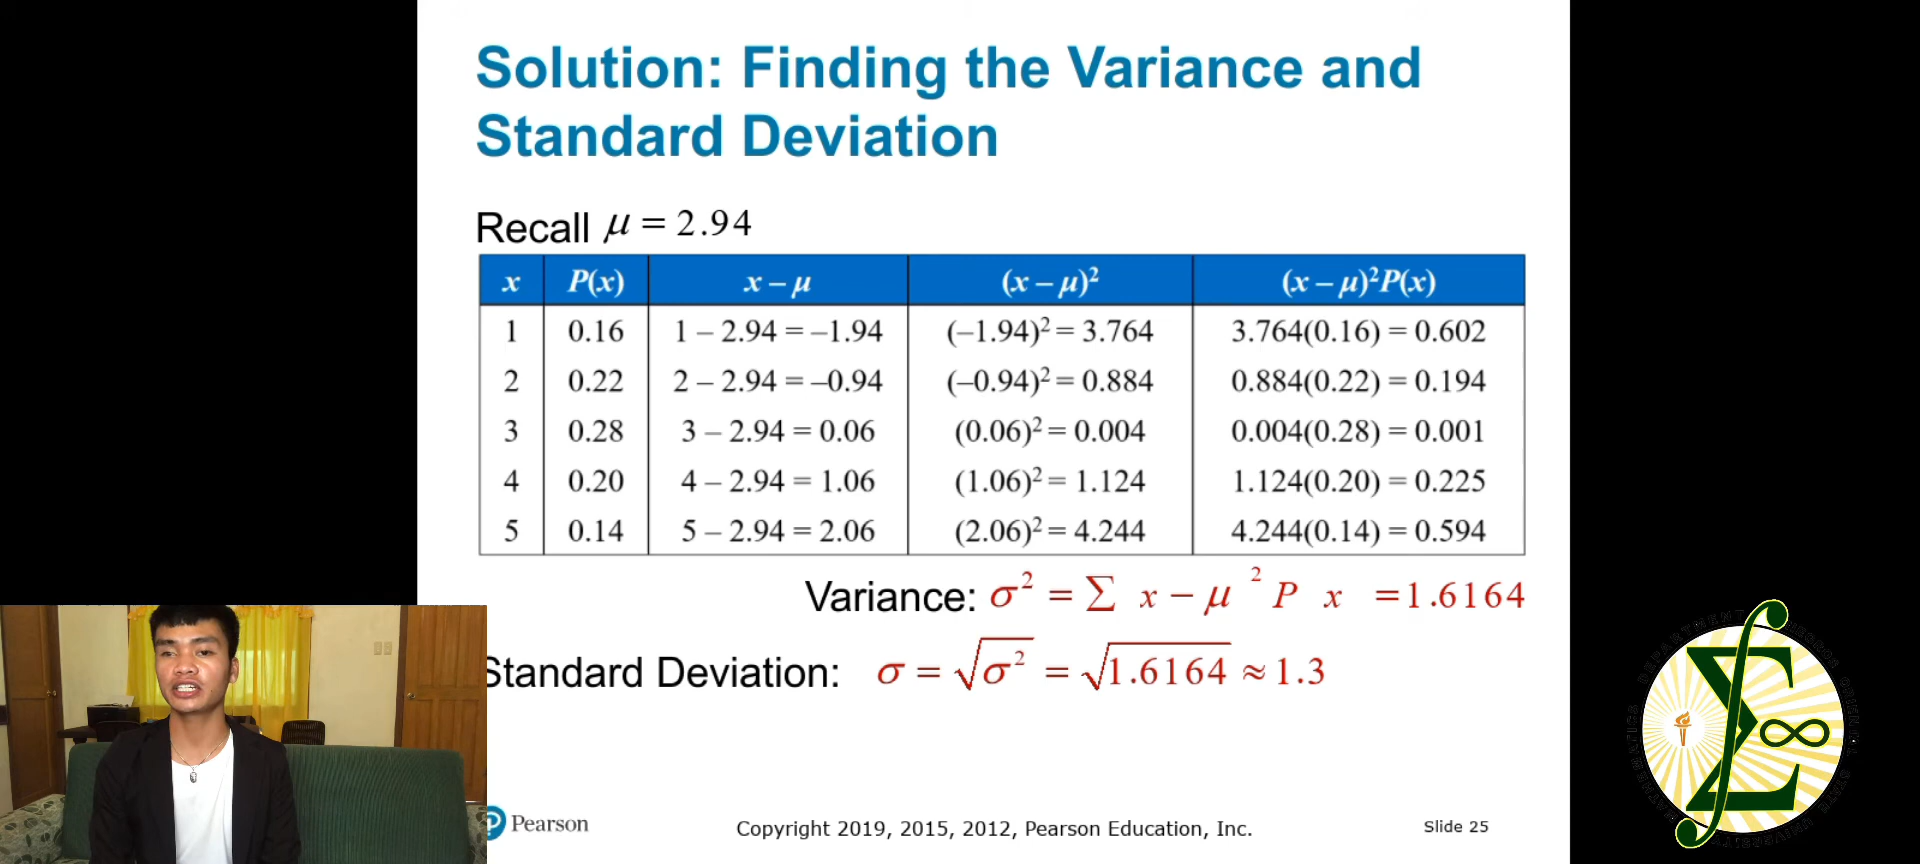 Solution: Finding the Variance and
Standard Deviation
Recall μ = 2.94
x P(x) x – μ (x – μ)² (x – μ)²P(x)
1 0.16 1 – 2.94 = –1.94 (–1.94)² = 3.764 3.764(0.16) = 0.602
2 0.22 2 – 2.94 = –0.94 (–0.94)² = 0.884 0.884(0.22) = 0.194
3 0.28 3 – 2.94 = 0.06 (0.06)² = 0.004 0.004(0.28) = 0.001
4 0.20 4 – 2.94 = 1.06 (1.06)² = 1.124 1.124(0.20) = 0.225
5 0.14 5 – 2.94 = 2.06 (2.06)² = 4.244 4.244(0.14) = 0.594
Variance: σ² = Σ x – μ ² P x = 1.6164
Standard Deviation: σ = √σ² = √1.6164 ≈ 1.3
Pearson
Copyright 2019, 2015, 2012, Pearson Education, Inc.
Slide 25